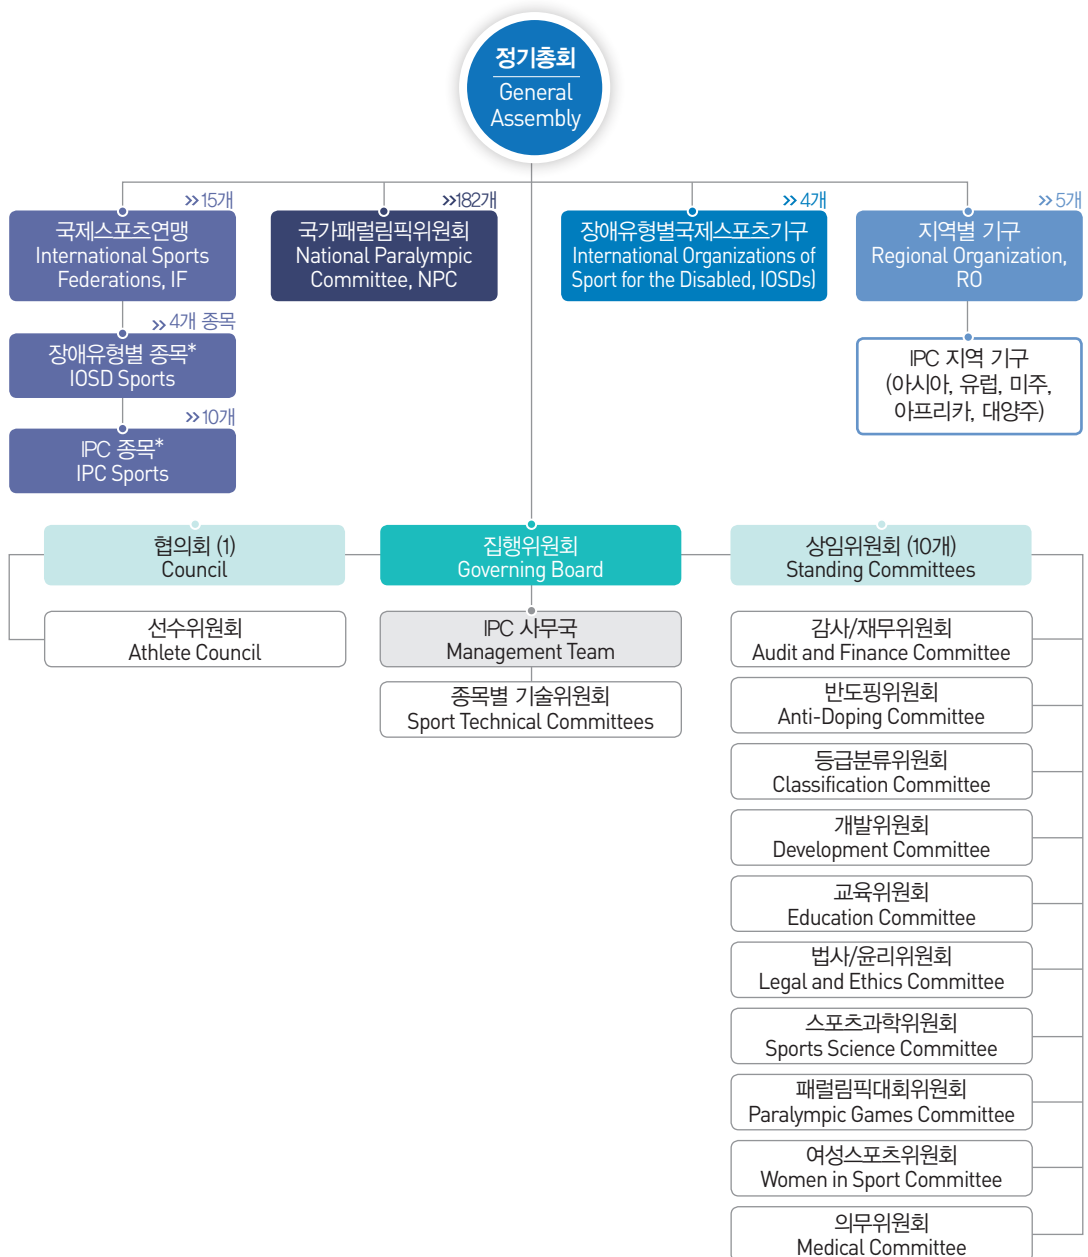 정기총회
General
Assembly
»15개
국제스포츠연맹
International Sports
Federations, IF
»182개
국가패럴림픽위원회
National Paralympic
Committee, NPC
»4개
장애유형별국제스포츠기구
International Organizations of
Sport for the Disabled, IOSDs)
»5개
지역별 기구
Regional Organization,
RO
»4개 종목
장애유형별 종목*
IOSD Sports
»10개
IPC 종목*
IPC Sports
IPC 지역 기구
(아시아, 유럽, 미주,
아프리카, 대양주)
협의회 (1)
Council
집행위원회
Governing Board
상임위원회 (10개)
Standing Committees
선수위원회
Athlete Council
IPC 사무국
Management Team
종목별 기술위원회
Sport Technical Committees
감사/재무위원회
Audit and Finance Committee
반도핑위원회
Anti-Doping Committee
등급분류위원회
Classification Committee
개발위원회
Development Committee
교육위원회
Education Committee
법사/윤리위원회
Legal and Ethics Committee
스포츠과학위원회
Sports Science Committee
패럴림픽대회위원회
Paralympic Games Committee
여성스포츠위원회
Women in Sport Committee
의무위원회
Medical Committee